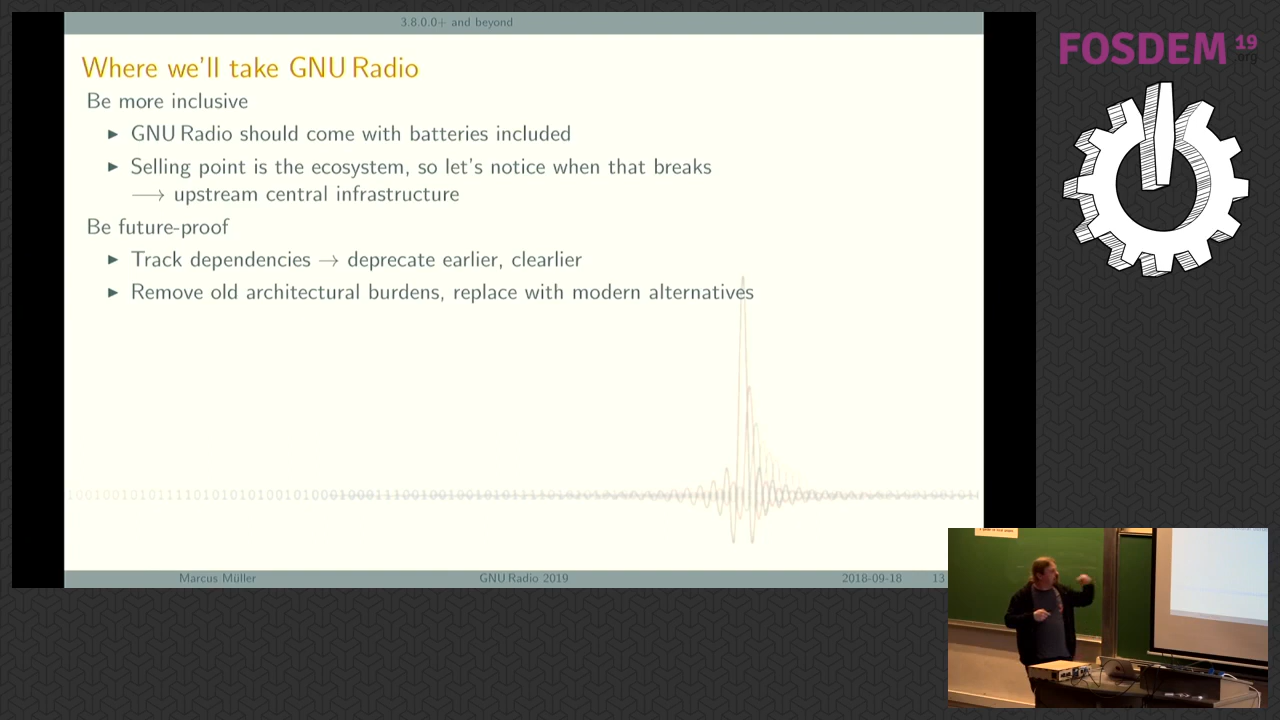 3.8.0.0+ and beyond
Where we'll take GNU Radio
Be more inclusive
► GNU Radio should come with batteries included
► Selling point is the ecosystem, so let's notice when that breaks
⟶ upstream central infrastructure
Be future-proof
► Track dependencies → deprecate earlier, clearlier
► Remove old architectural burdens, replace with modern alternatives
Marcus Müller
GNU Radio 2019
2018-09-18
13
FOSDEM 19
.org